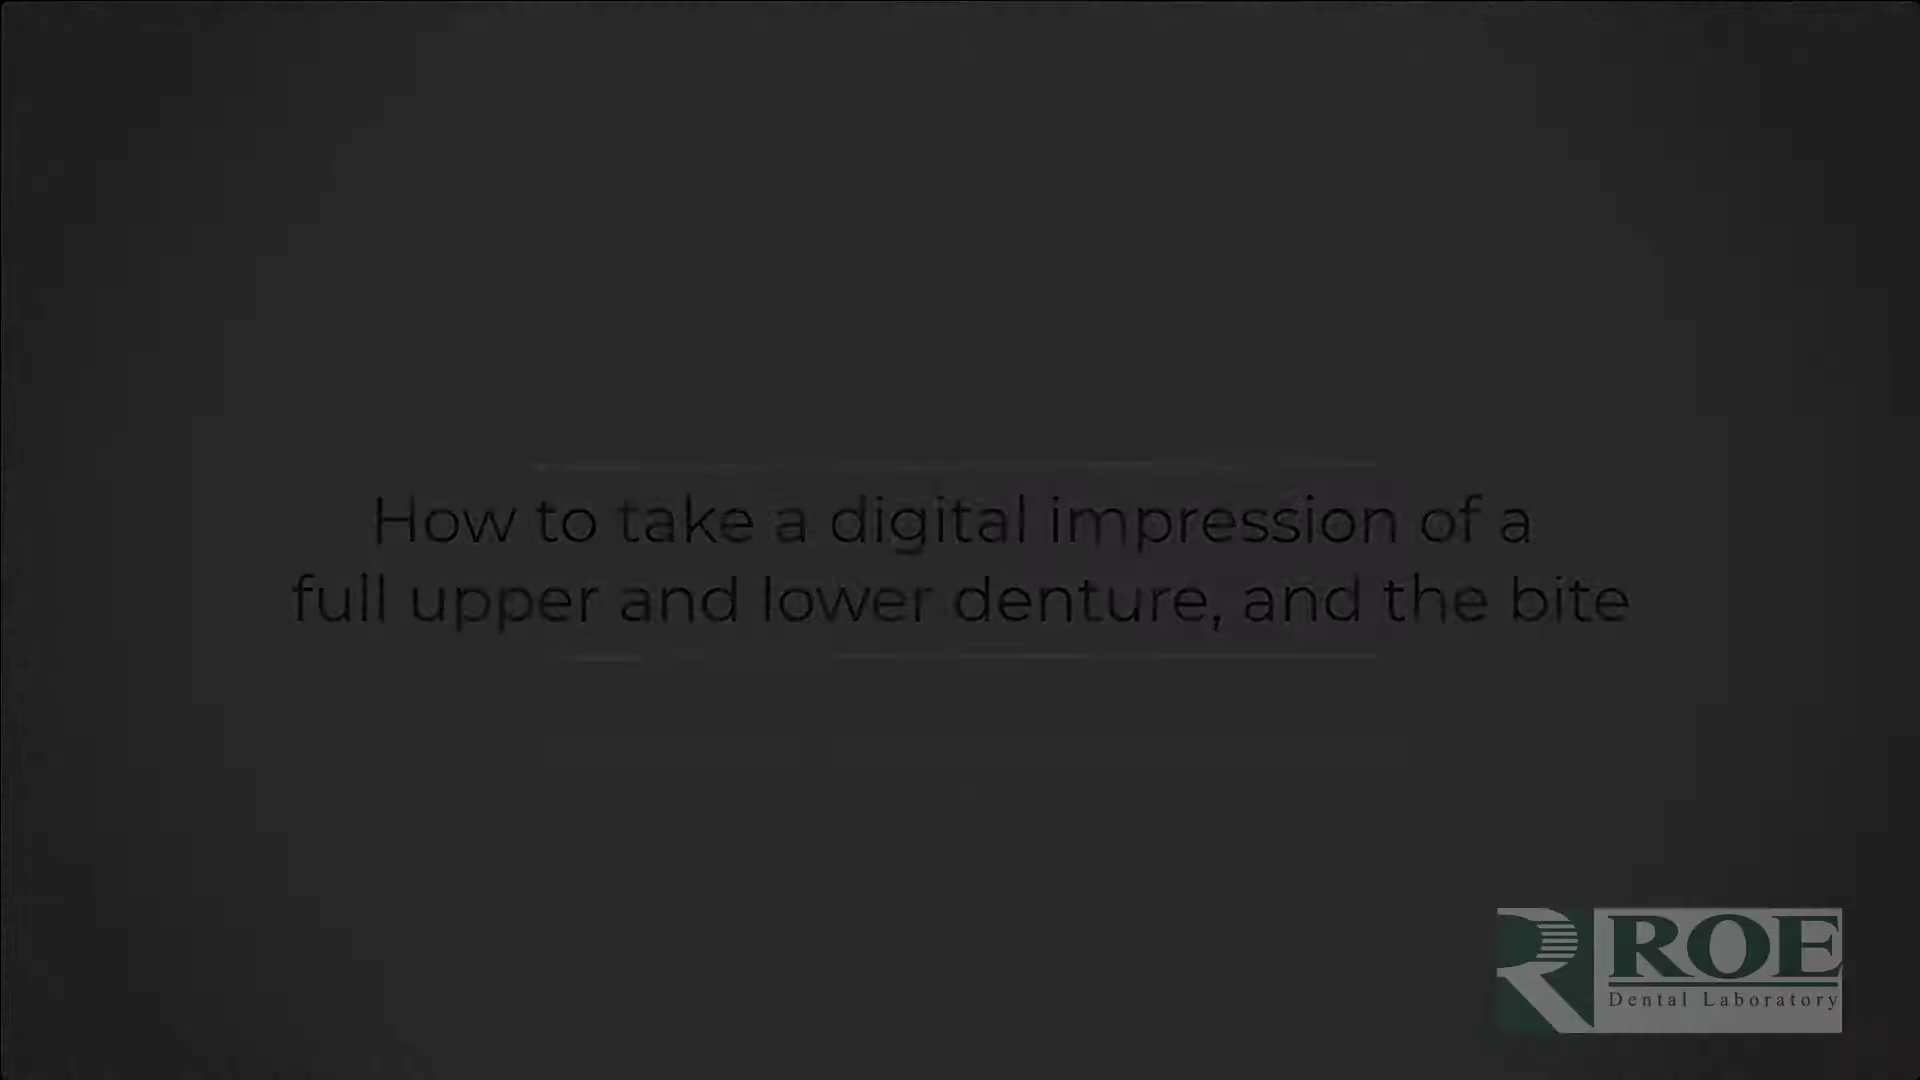 How to take a digital impression of a
full upper and lower denture, and the bite
ROE
Dental Laboratory